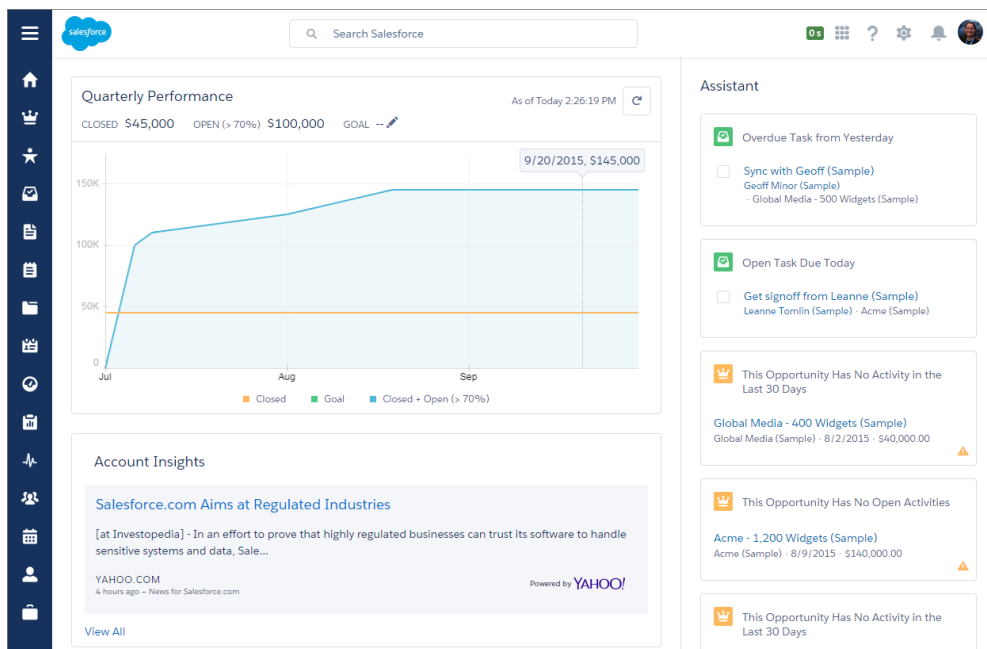 salesforce
Search Salesforce
0 s
Quarterly Performance
As of Today 2:26:19 PM
CLOSED $45,000 OPEN (> 70%) $100,000 GOAL --
9/20/2015, $145,000
150K
100K
50K
0
Jul Aug Sep
Closed Goal Closed + Open (> 70%)
Account Insights
Salesforce.com Aims at Regulated Industries
[at Investopedia] - In an effort to prove that highly regulated businesses can trust its software to handle
sensitive systems and data, Sale...
YAHOO.COM
4 hours ago – News for Salesforce.com
Powered by YAHOO!
View All
Assistant
Overdue Task from Yesterday
Sync with Geoff (Sample)
Geoff Minor (Sample)
· Global Media - 500 Widgets (Sample)
Open Task Due Today
Get signoff from Leanne (Sample)
Leanne Tomlin (Sample) · Acme (Sample)
This Opportunity Has No Activity in the
Last 30 Days
Global Media - 400 Widgets (Sample)
Global Media (Sample) · 8/2/2015 · $40,000.00
This Opportunity Has No Open Activities
Acme - 1,200 Widgets (Sample)
Acme (Sample) · 8/9/2015 · $140,000.00
This Opportunity Has No Activity in the
Last 30 Days